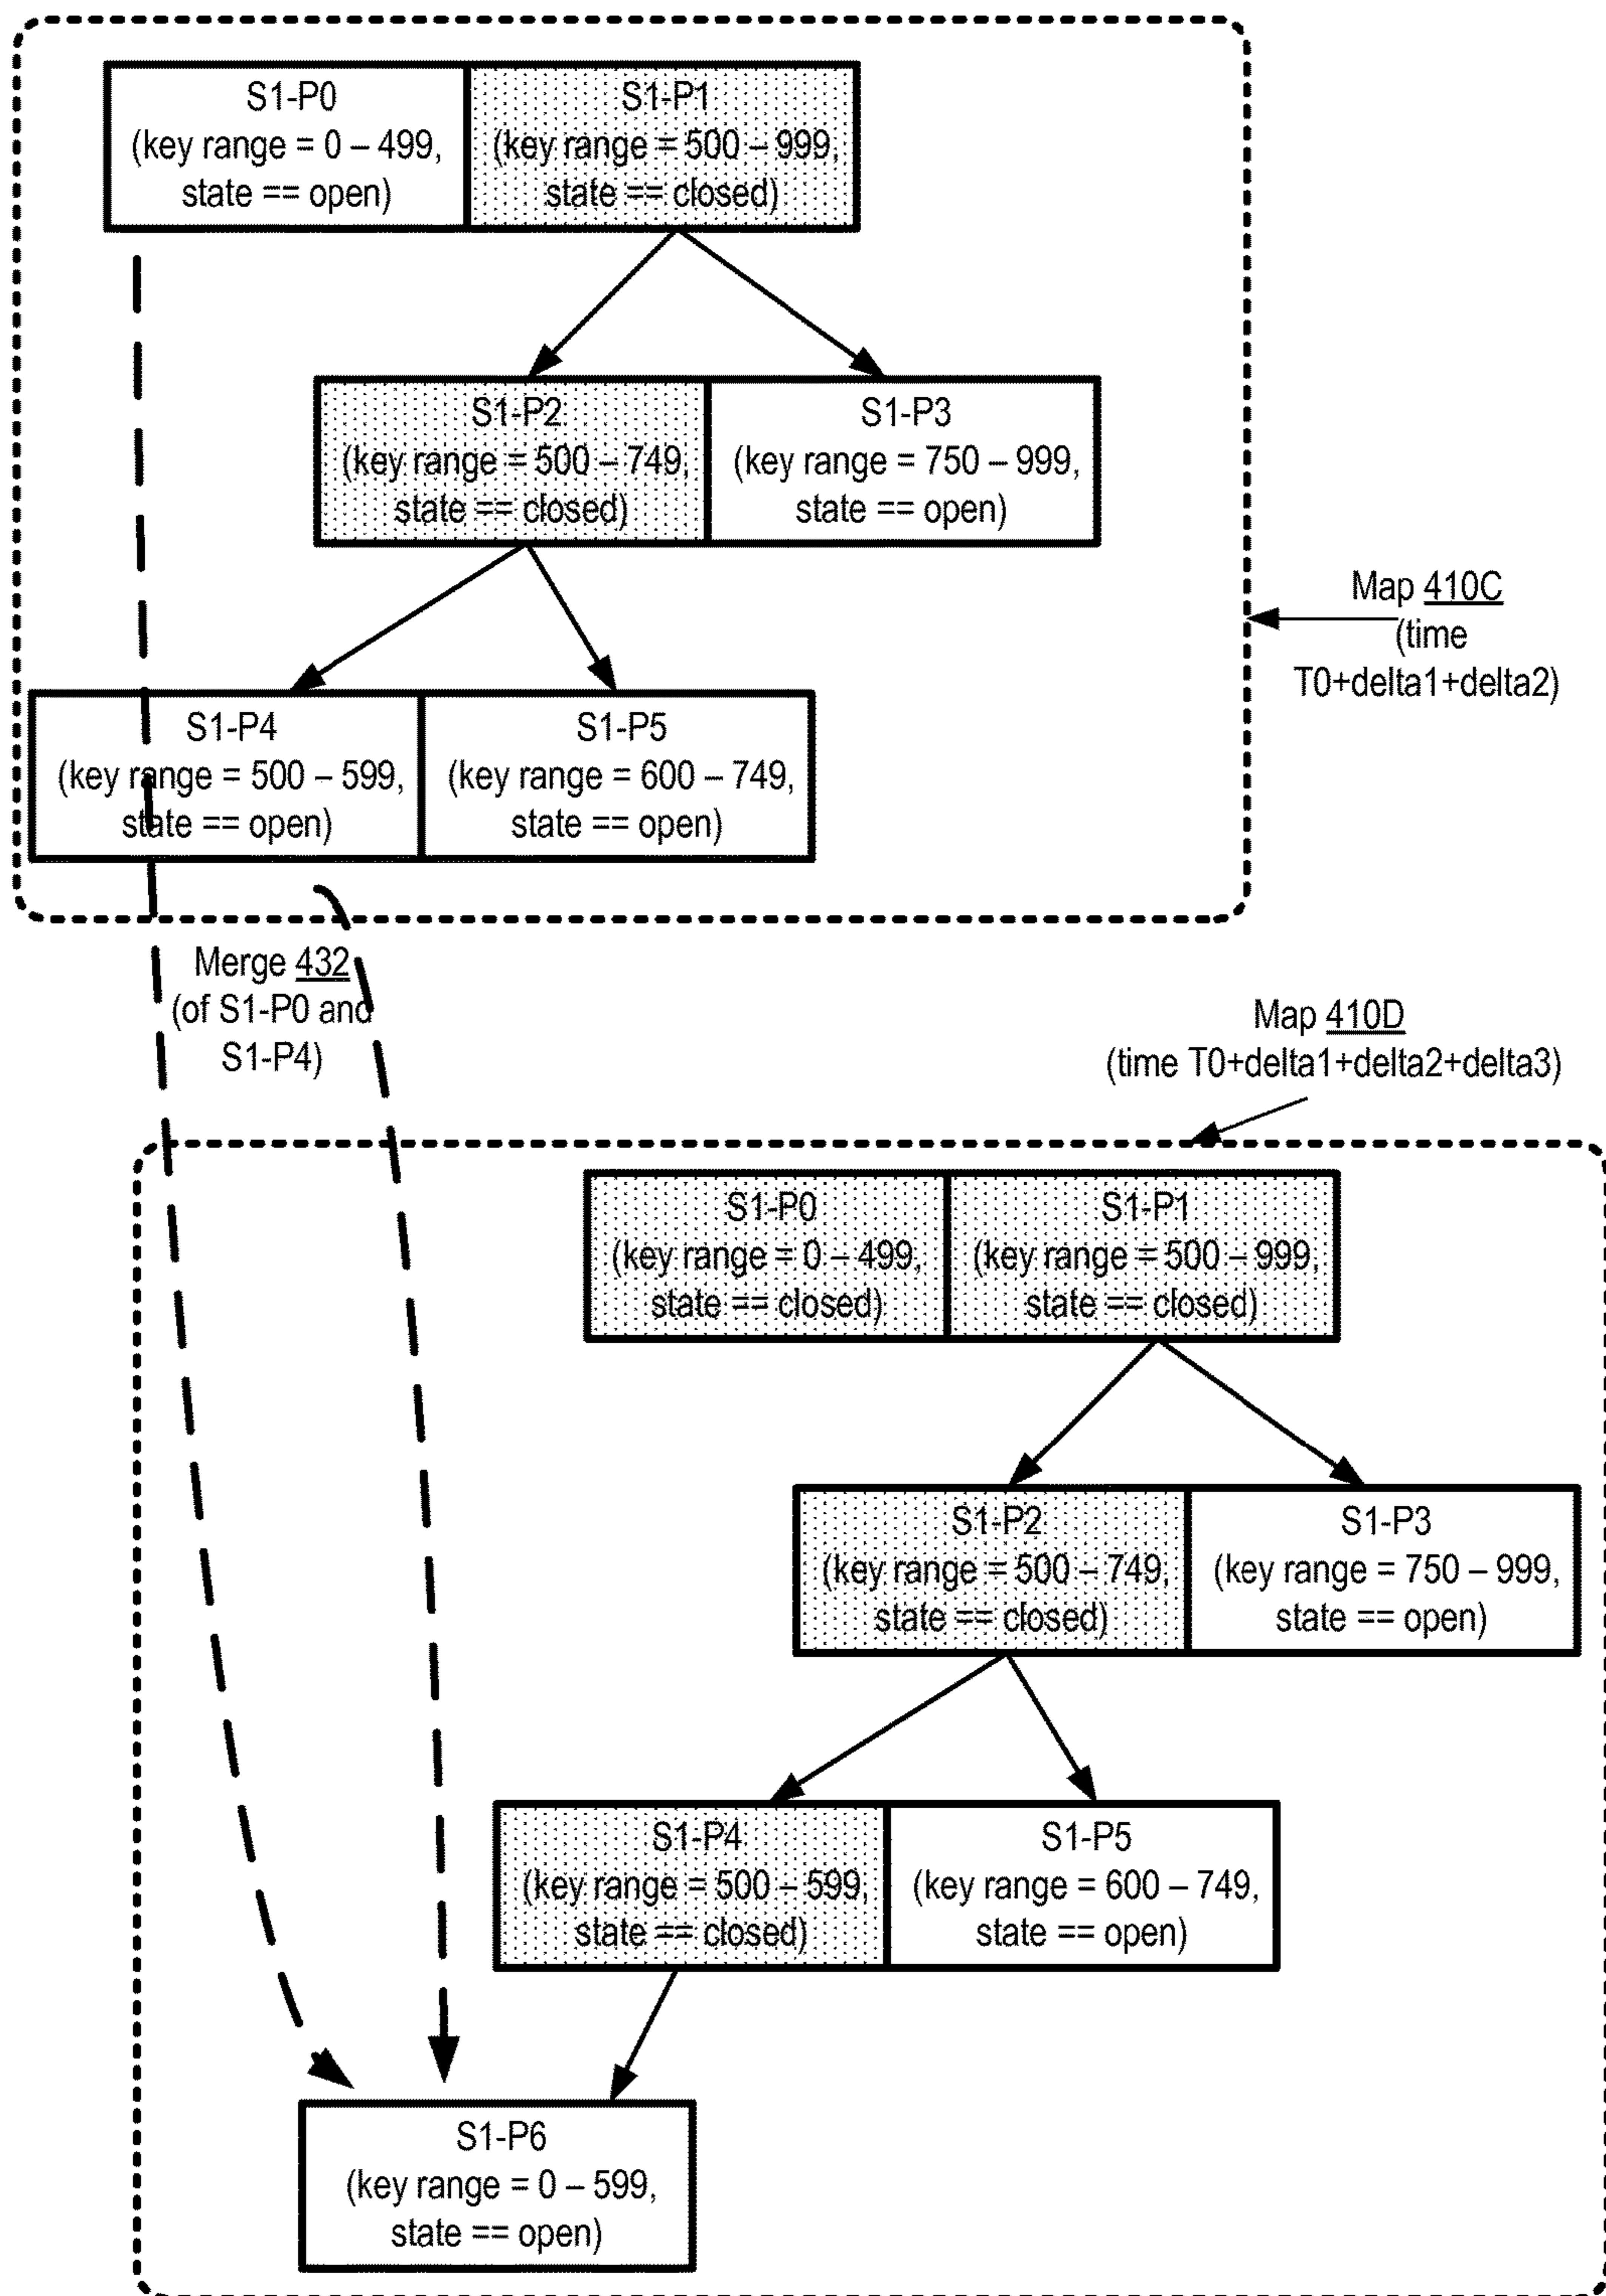 S1-P0
(key range = 0 – 499,
state == open)
S1-P1
(key range = 500 – 999,
state == closed)
S1-P2
(key range = 500 – 749,
state == closed)
S1-P3
(key range = 750 – 999,
state == open)
Map 410C
(time
T0+delta1+delta2)
S1-P4
(key range = 500 – 599,
state == open)
S1-P5
(key range = 600 – 749,
state == open)
Merge 432
(of S1-P0 and
S1-P4)
Map 410D
(time T0+delta1+delta2+delta3)
S1-P0
(key range = 0 – 499,
state == closed)
S1-P1
(key range = 500 – 999,
state == closed)
S1-P2
(key range = 500 – 749,
state == closed)
S1-P3
(key range = 750 – 999,
state == open)
S1-P4
(key range = 500 – 599,
state == closed)
S1-P5
(key range = 600 – 749,
state == open)
S1-P6
(key range = 0 – 599,
state == open)